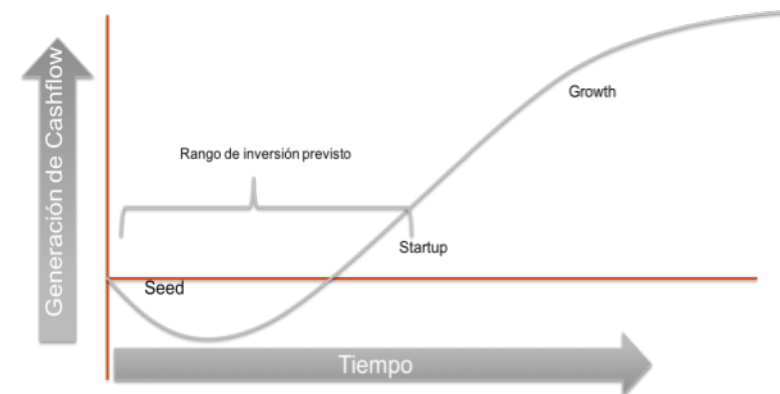 Generación de Cashflow
Growth
Rango de inversión previsto
Startup
Seed
Tiempo